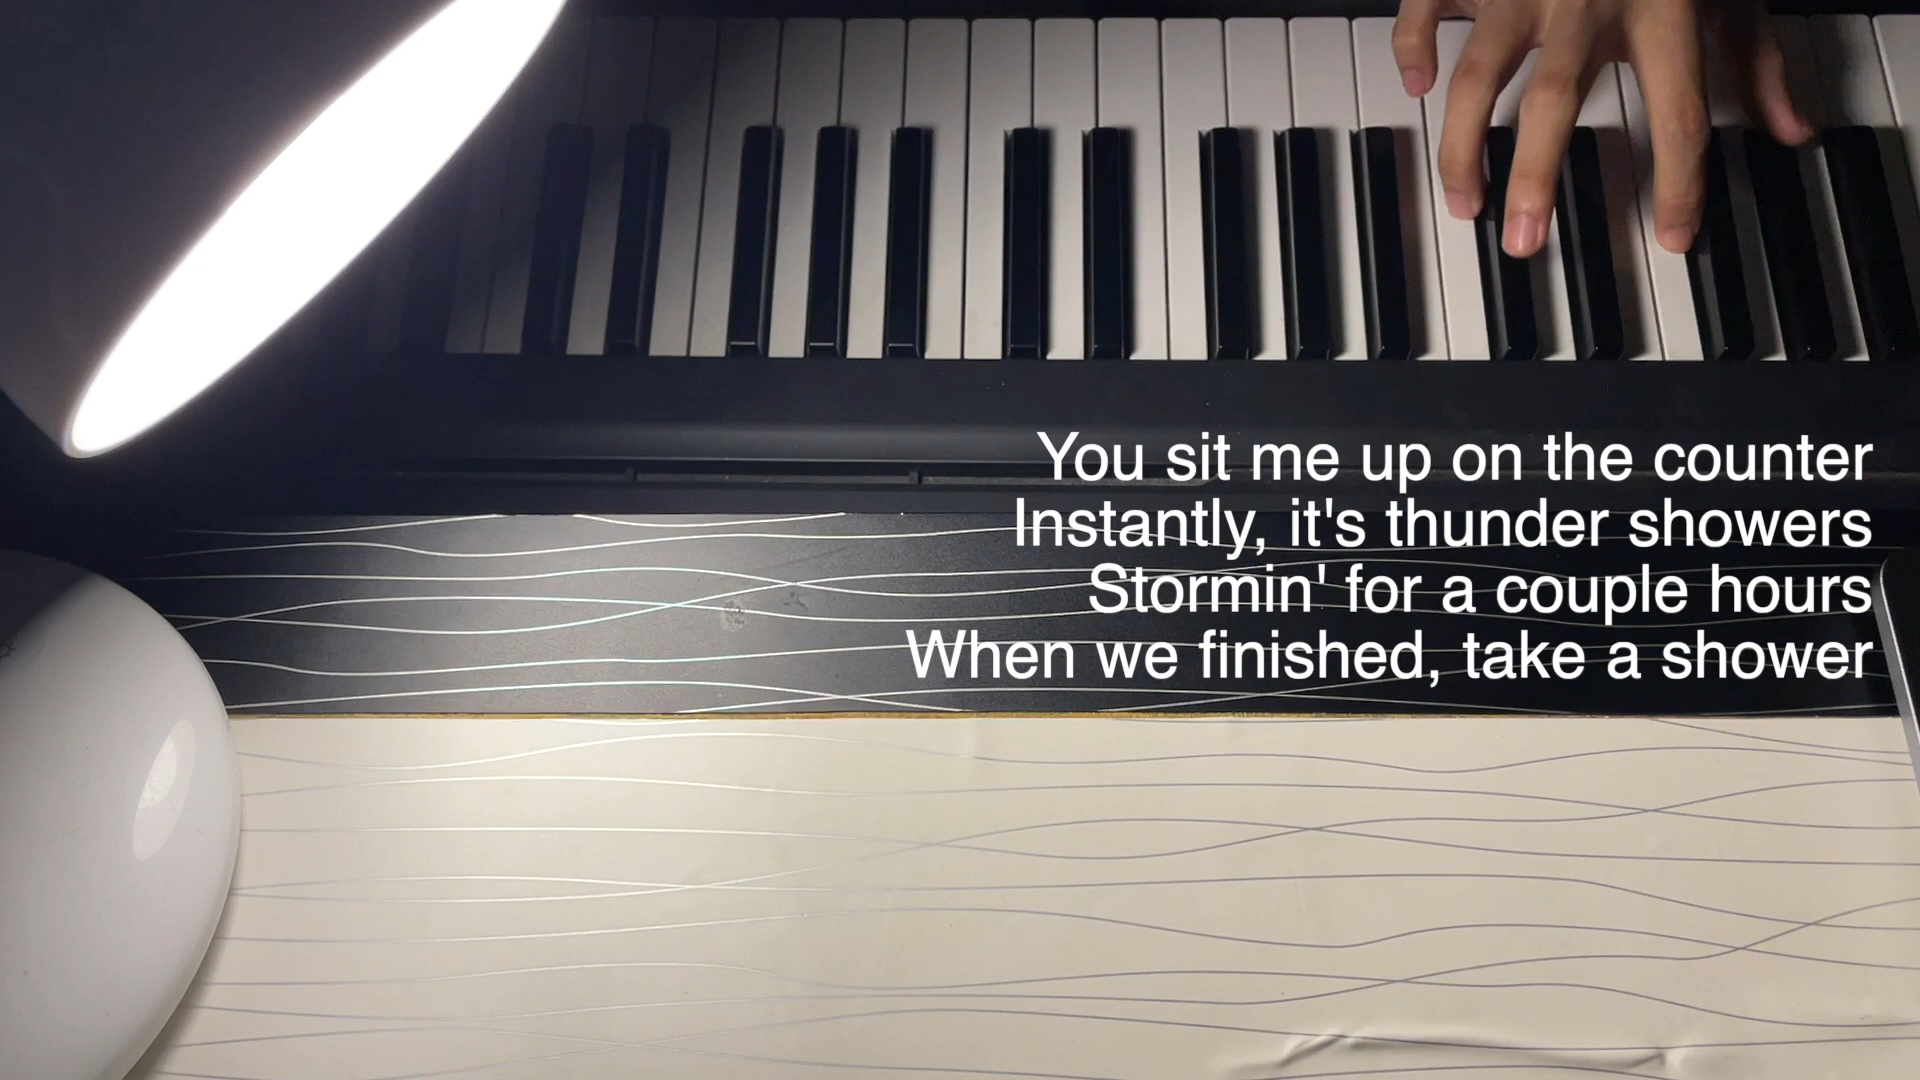 You sit me up on the counter
Instantly, it's thunder showers
Stormin' for a couple hours
When we finished, take a shower